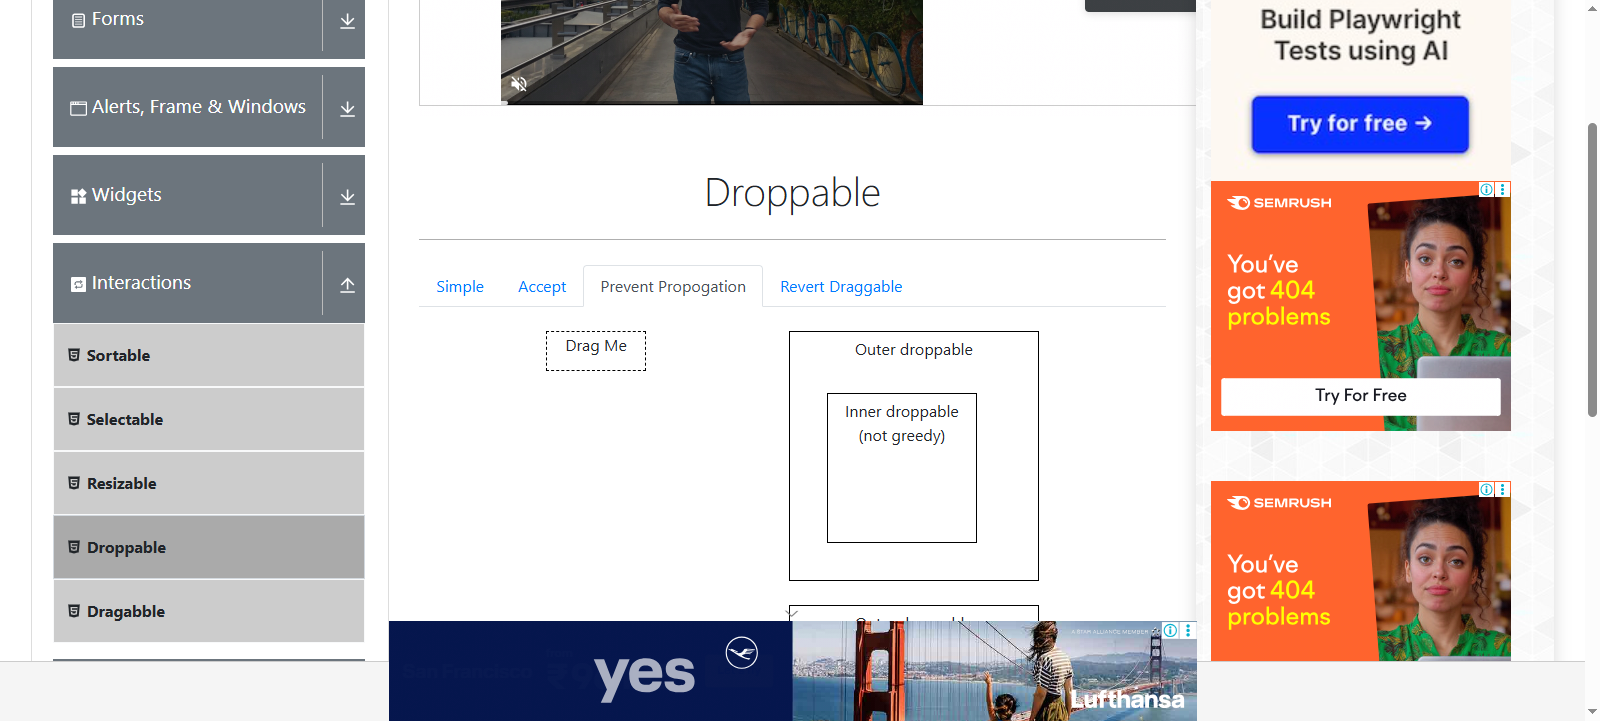 Forms
Alerts, Frame & Windows
Widgets
Interactions
Sortable
Selectable
Resizable
Droppable
Dragabble
Droppable
Simple
Accept
Prevent Propogation
Revert Draggable
Drag Me
Outer droppable
Inner droppable
(not greedy)
yes
A STAR ALLIANCE MEMBER
Lufthansa
Build Playwright
Tests using AI
Try for free →
SEMRUSH
You've
got 404
problems
Try For Free
SEMRUSH
You've
got 404
problems